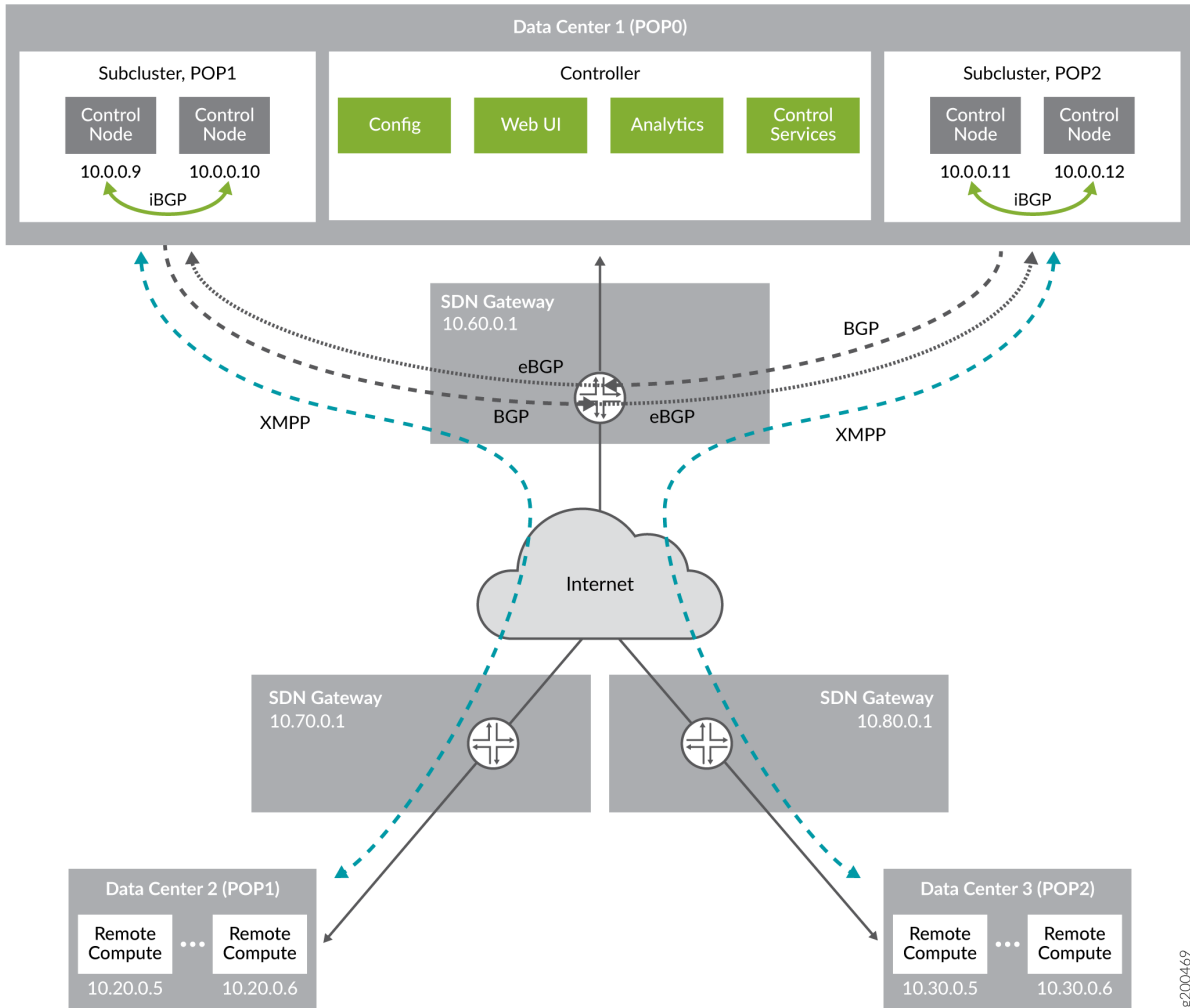 Data Center 1 (POP0)
Subcluster, POP1
Control
Node
Control
Node
10.0.0.9
10.0.0.10
iBGP
Controller
Config
Web UI
Analytics
Control
Services
Subcluster, POP2
Control
Node
Control
Node
10.0.0.11
10.0.0.12
iBGP
SDN Gateway
10.60.0.1
BGP
eBGP
BGP
eBGP
XMPP
XMPP
Internet
SDN Gateway
10.70.0.1
SDN Gateway
10.80.0.1
Data Center 2 (POP1)
Remote
Compute
...
Remote
Compute
10.20.0.5
10.20.0.6
Data Center 3 (POP2)
Remote
Compute
...
Remote
Compute
10.30.0.5
10.30.0.6
g200469